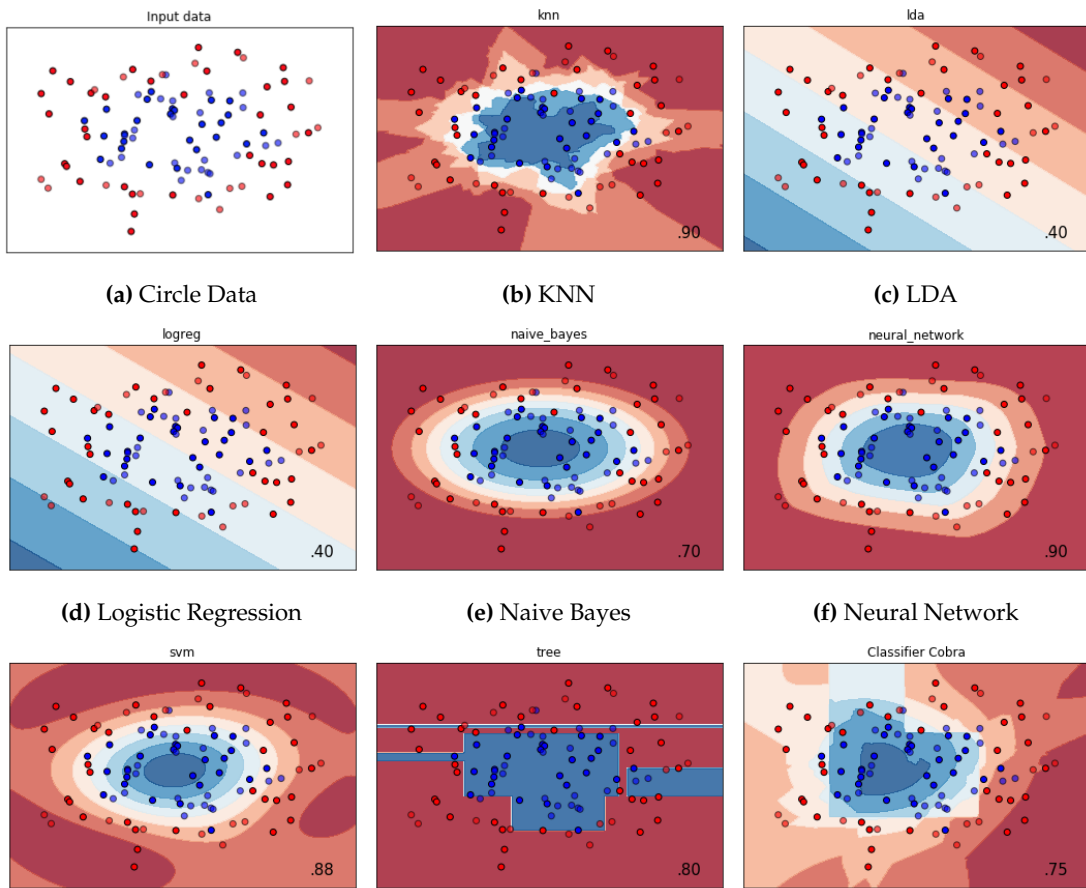 Input data
knn
lda
.90
.40
(a) Circle Data
(b) KNN
(c) LDA
logreg
naive_bayes
neural_network
.40
.70
.90
(d) Logistic Regression
(e) Naive Bayes
(f) Neural Network
svm
tree
Classifier Cobra
.88
.80
.75